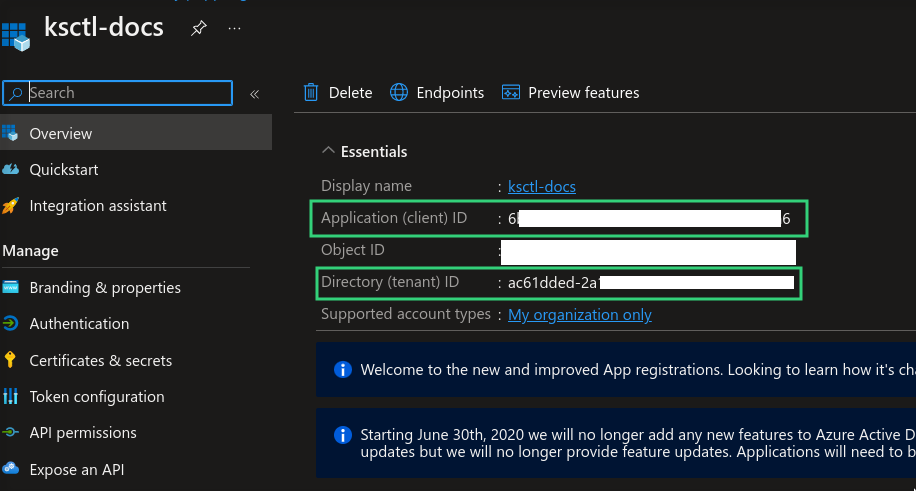 ksctl-docs
...
Search
«
Overview
Quickstart
Integration assistant
Manage
Branding & properties
Authentication
Certificates & secrets
Token configuration
API permissions
Expose an API
Delete Endpoints Preview features
Essentials
Display name : ksctl-docs
Application (client) ID : 6 6
Object ID :
Directory (tenant) ID : ac61dded-2a
Supported account types : My organization only
Welcome to the new and improved App registrations. Looking to learn how it's cha
Starting June 30th, 2020 we will no longer add any new features to Azure Active D
updates but we will no longer provide feature updates. Applications will need to b